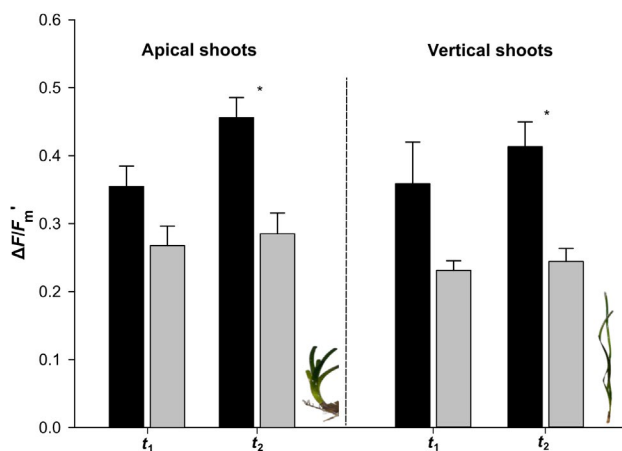 0.6
Apical shoots
Vertical shoots
0.5
*
*
0.4
0.3
0.2
0.1
0.0
ΔF/Fm'
t1
t2
t1
t2